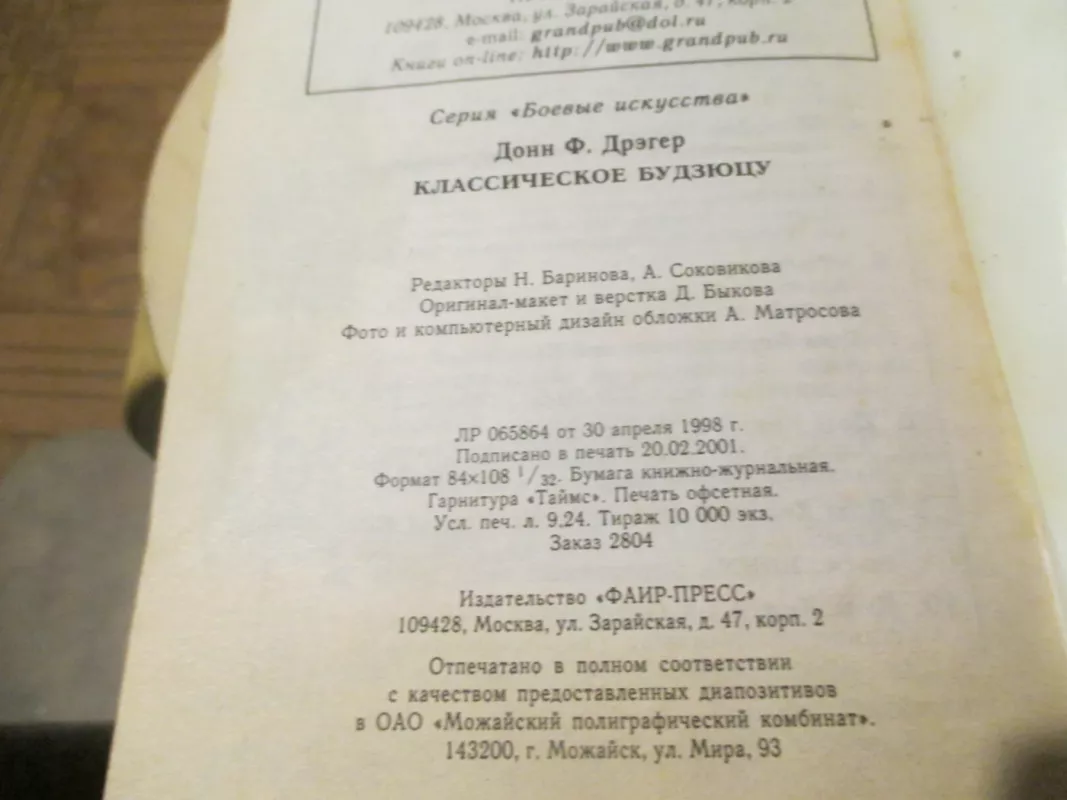 109428, Москва, ул. Зарайская, д. 47, корп. 2
e-mail: grandpub@dol.ru
Книги on-line: http://www.grandpub.ru
Серия «Боевые искусства»
Донн Ф. Дрэгер
КЛАССИЧЕСКОЕ БУДЗЮЦУ
Редакторы Н. Баринова, А. Соковикова
Оригинал-макет и верстка Д. Быкова
Фото и компьютерный дизайн обложки А. Матросова
ЛР 065864 от 30 апреля 1998 г.
Подписано в печать 20.02.2001.
Формат 84×108 1/32. Бумага книжно-журнальная.
Гарнитура «Таймс». Печать офсетная.
Усл. печ. л. 9,24. Тираж 10 000 экз.
Заказ 2804
Издательство «ФАИР-ПРЕСС»
109428, Москва, ул. Зарайская, д. 47, корп. 2
Отпечатано в полном соответствии
с качеством предоставленных диапозитивов
в ОАО «Можайский полиграфический комбинат».
143200, г. Можайск, ул. Мира, 93